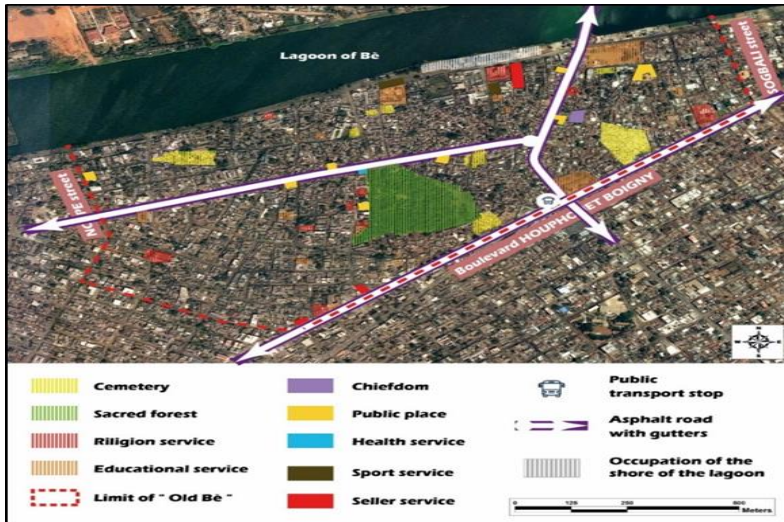 Lagoon of Bè
SOGBALI street
NOPE street
Boulevard HOUPHOUET BOIGNY
Cemetery
Sacred forest
Riligion service
Educational service
Limit of " Old Bè "
Chiefdom
Public place
Health service
Sport service
Seller service
Public
transport stop
Asphalt road
with gutters
Occupation of the
shore of the lagoon
0 125 250 500
Meters